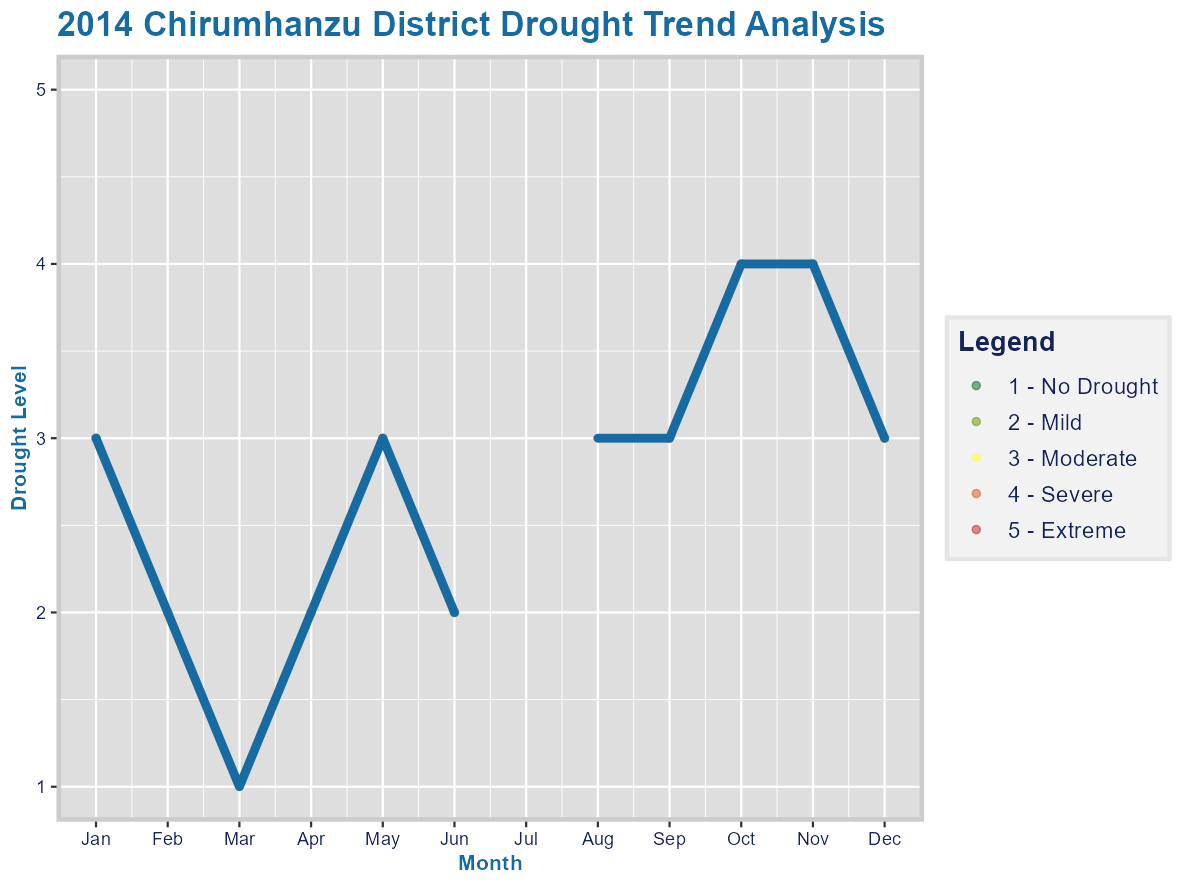 2014 Chirumhanzu District Drought Trend Analysis
5
4
3
2
1
Drought Level
Jan Feb Mar Apr May Jun Jul Aug Sep Oct Nov Dec
Month
Legend
1 - No Drought
2 - Mild
3 - Moderate
4 - Severe
5 - Extreme